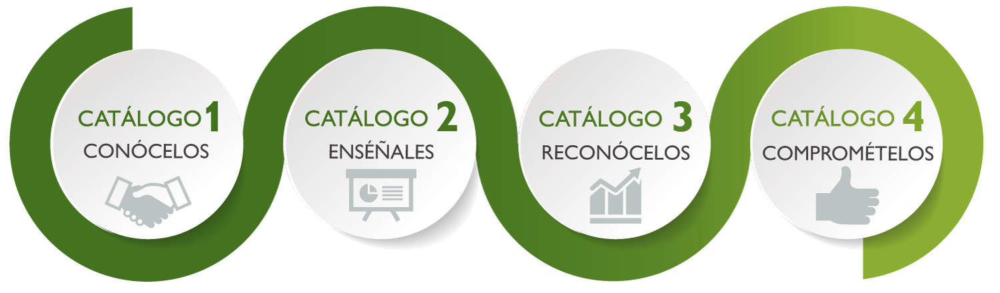 CATÁLOGO 1
CONÓCELOS
CATÁLOGO 2
ENSÉÑALES
CATÁLOGO 3
RECONÓCELOS
CATÁLOGO 4
COMPROMÉTELOS